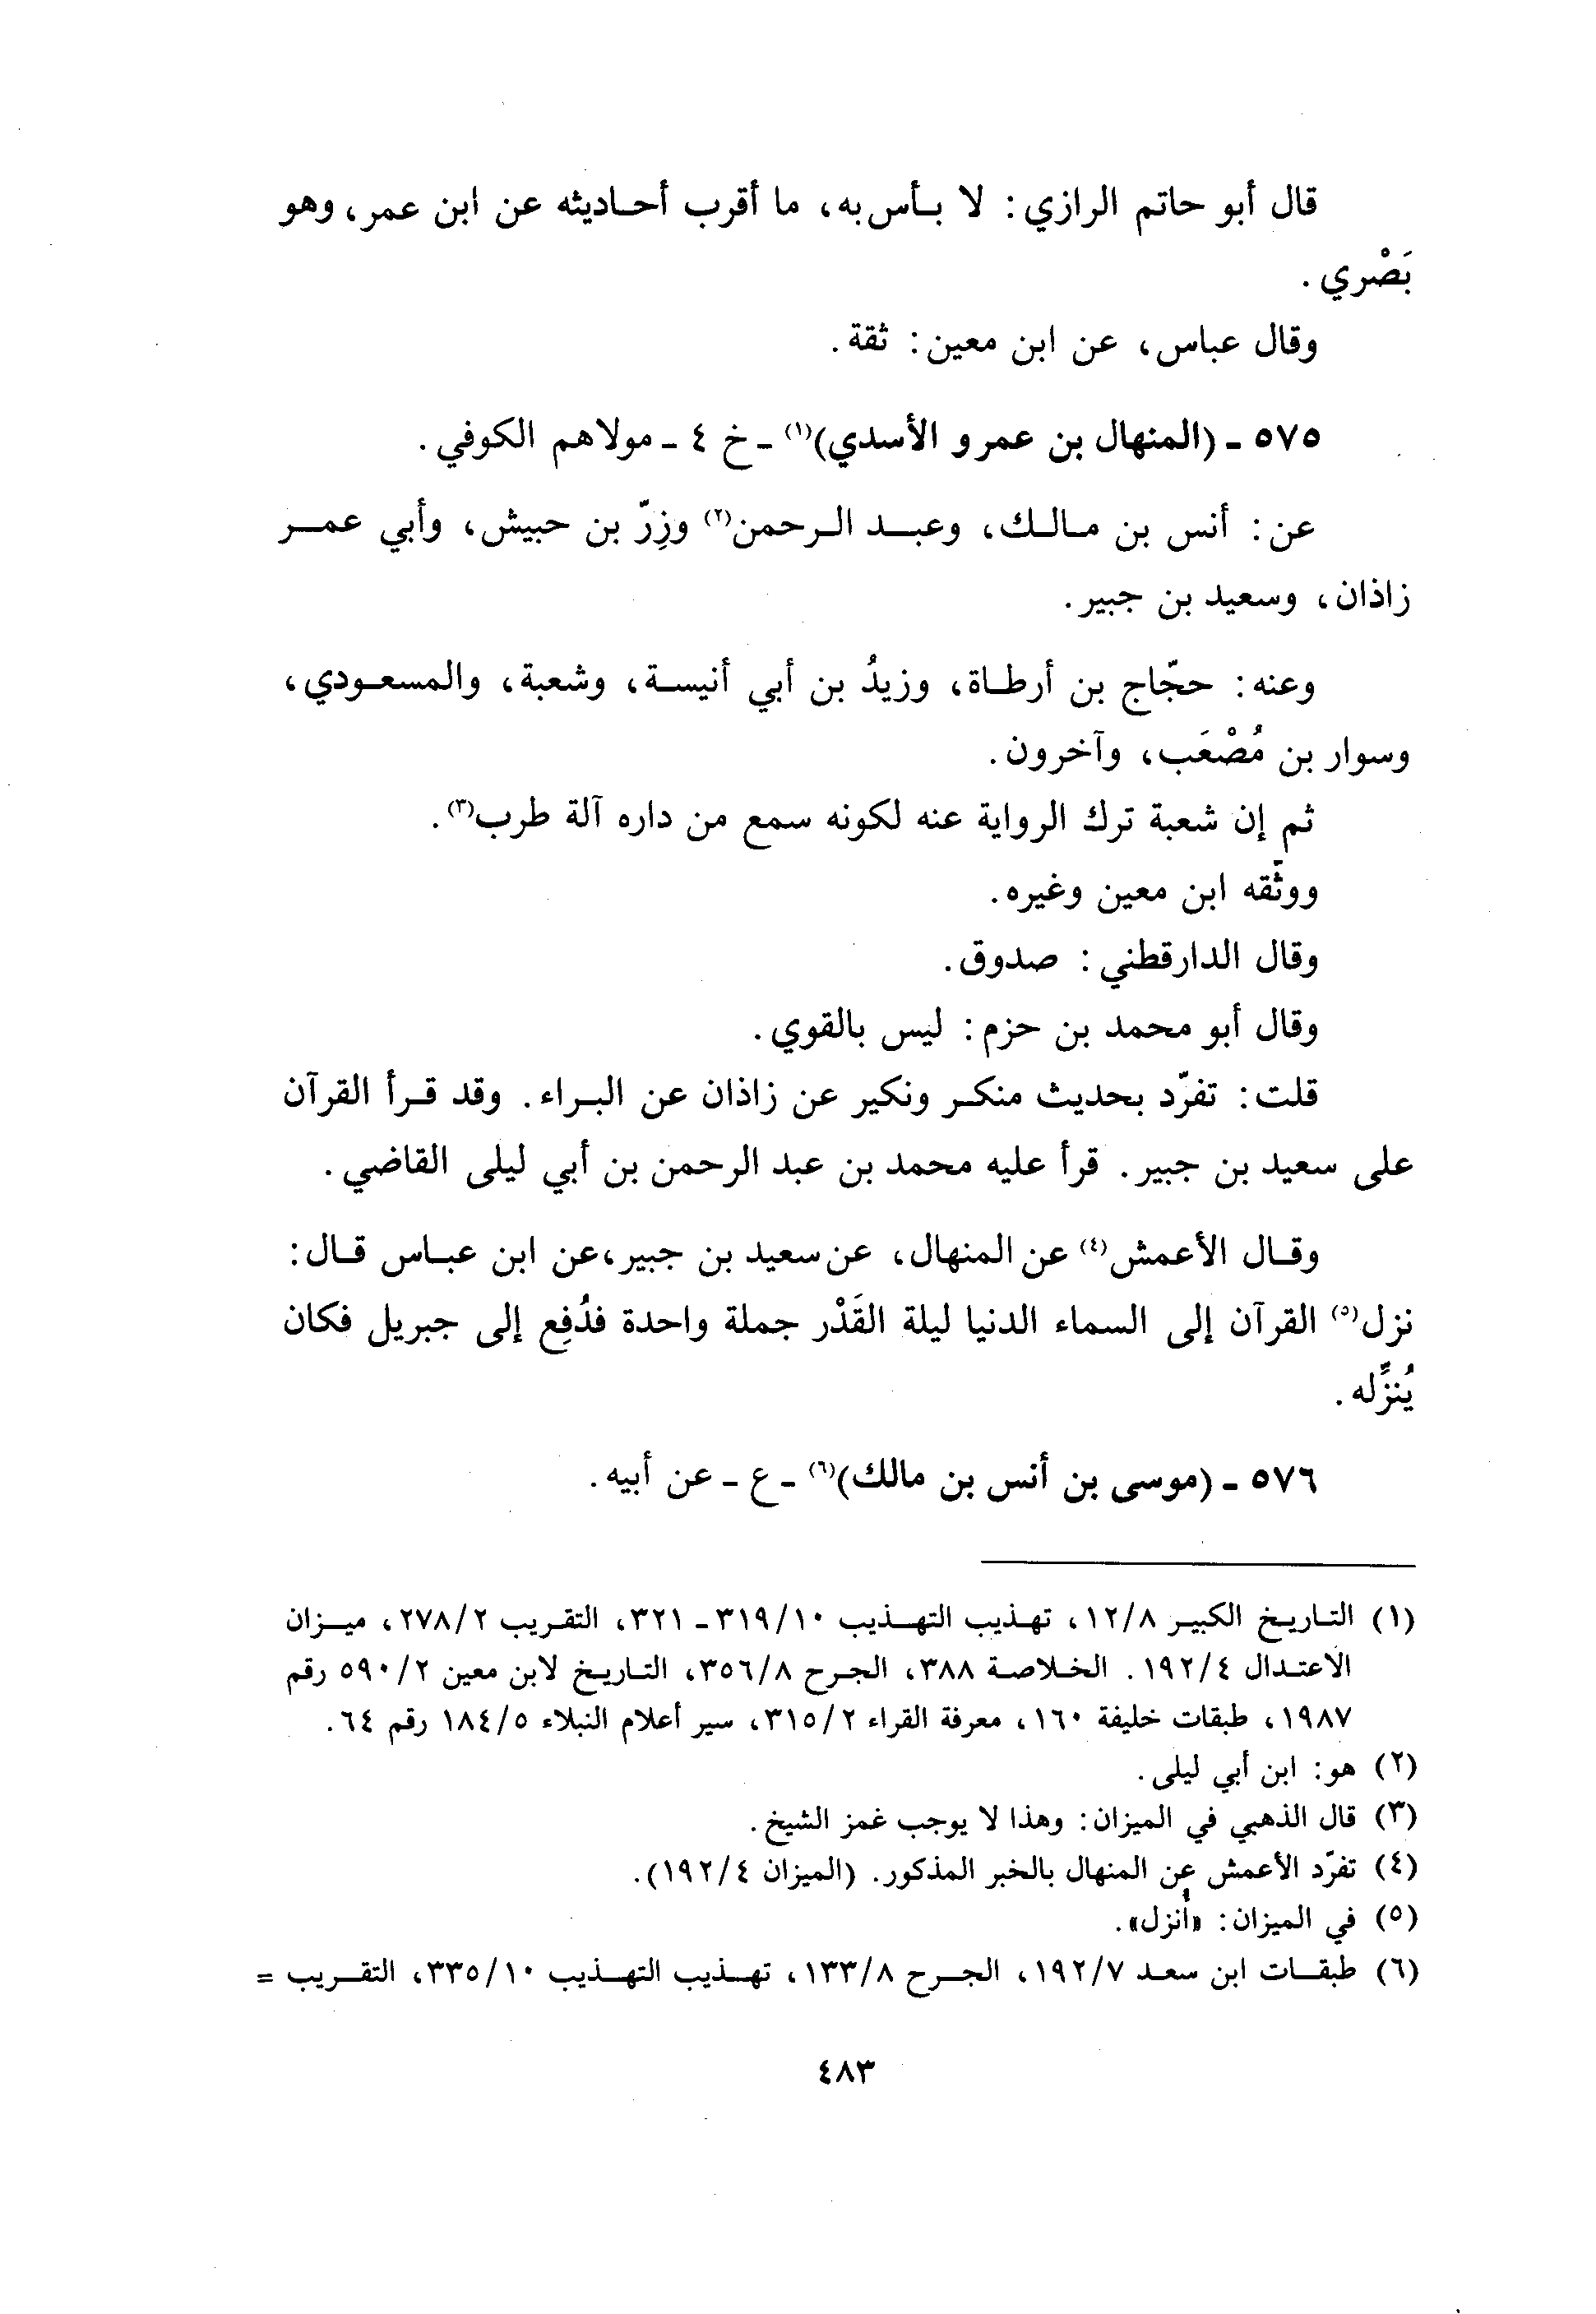 قال أبو حاتم الرازي: لا بأس به، ما أقرب أحاديثه عن ابن عمر، وهو
بَصْري.
وقال عباس، عن ابن معين: ثقة.
٥٧٥ - (المنهال بن عمرو الأسدي)(١) - خ ٤ - مولاهم الكوفي.
عن: أنس بن مالك، وعبد الرحمن(٢) وزِرّ بن حبيش، وأبي عمر
زاذان، وسعيد بن جبير.
وعنه: حجّاج بن أرطاة، وزيدُ بن أبي أنيسة، وشعبة، والمسعودي،
وسوار بن مُصْعَب، وآخرون.
ثم إن شعبة ترك الرواية عنه لكونه سمع من داره آلة طرب(٣).
ووثّقه ابن معين وغيره.
وقال الدارقطني: صدوق.
وقال أبو محمد بن حزم: ليس بالقوي.
قلت: تفرّد بحديث منكر ونكير عن زاذان عن البراء. وقد قرأ القرآن
على سعيد بن جبير. قرأ عليه محمد بن عبد الرحمن بن أبي ليلى القاضي.
وقال الأعمش(٤) عن المنهال، عن سعيد بن جبير، عن ابن عباس قال:
نزل(٥) القرآن إلى السماء الدنيا ليلة القَدْر جملة واحدة فدُفِع إلى جبريل فكان
يُنزِّله.
٥٧٦ - (موسى بن أنس بن مالك)(٦) - ع - عن أبيه.
(١) التاريخ الكبير ١٢/٨، تهذيب التهذيب ٣١٩/١٠ - ٣٢١، التقريب ٢٧٨/٢، ميزان
الاعتدال ١٩٢/٤. الخلاصة ٣٨٨، الجرح ٣٥٦/٨، التاريخ لابن معين ٥٩٠/٢ رقم
١٩٨٧، طبقات خليفة ١٦٠، معرفة القراء ٣١٥/٢، سير أعلام النبلاء ١٨٤/٥ رقم ٦٤.
(٢) هو: ابن أبي ليلى.
(٣) قال الذهبي في الميزان: وهذا لا يوجب غمز الشيخ.
(٤) تفرّد الأعمش عن المنهال بالخبر المذكور. (الميزان ١٩٢/٤).
(٥) في الميزان: «أُنزل».
(٦) طبقات ابن سعد ١٩٢/٧، الجرح ١٣٣/٨، تهذيب التهذيب ٣٣٥/١٠، التقريب =
٤٨٣